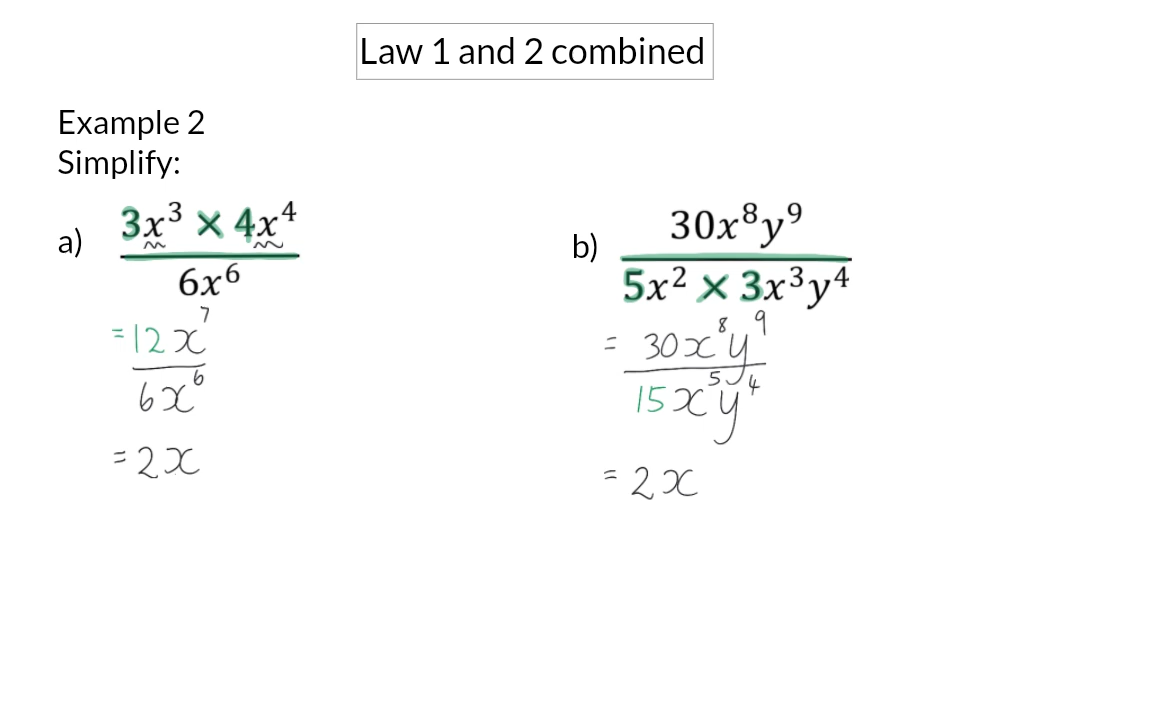 Law 1 and 2 combined
Example 2
Simplify:
a) 3x³ × 4x⁴
6x⁶
= 12x⁷
6x⁶
= 2x
b) 30x⁸y⁹
5x² × 3x³y⁴
= 30x⁸y⁹
15x⁵y⁴
= 2x